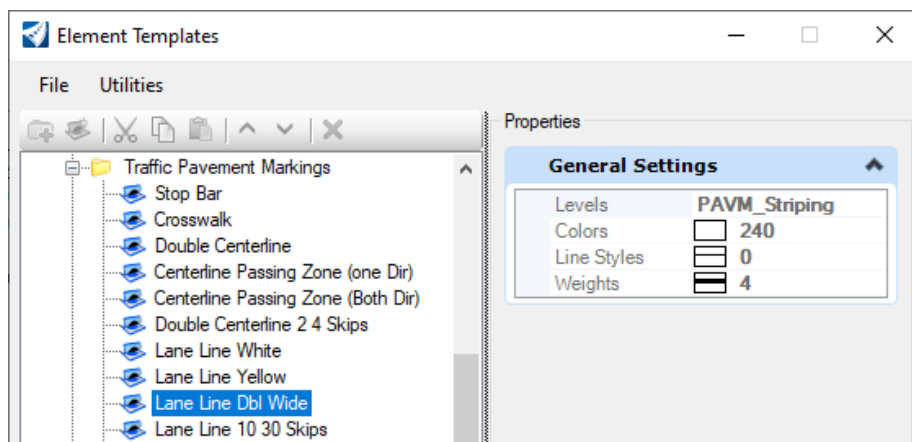 Element Templates
File Utilities
Properties
Traffic Pavement Markings
Stop Bar
Crosswalk
Double Centerline
Centerline Passing Zone (one Dir)
Centerline Passing Zone (Both Dir)
Double Centerline 2 4 Skips
Lane Line White
Lane Line Yellow
Lane Line Dbl Wide
Lane Line 10 30 Skips
General Settings
Levels PAVM_Striping
Colors 240
Line Styles 0
Weights 4